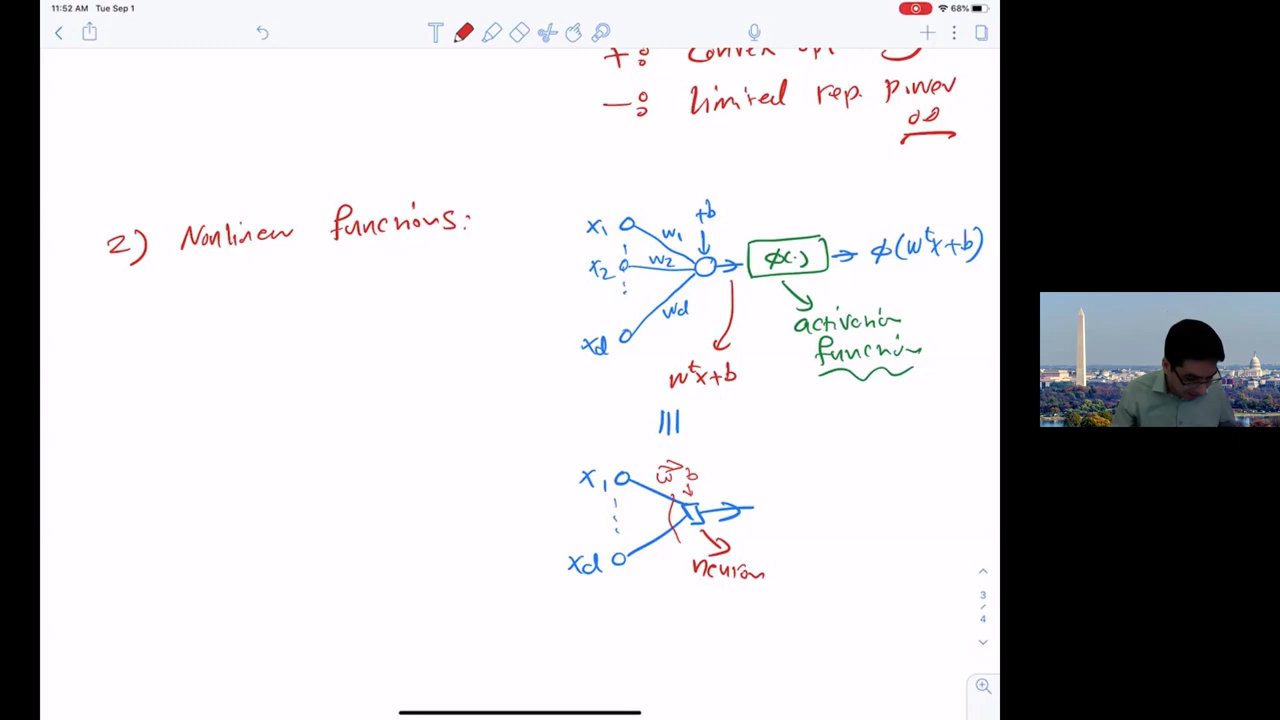 11:52 AM Tue Sep 1
68%
T
+:
-: limited rep. power
2) Nonlinear functions:
+b
x1
w1
x2
w2
φ(.)
φ(wᵗx+b)
wd
xd
activation
function
wᵗx+b
|||
w b
x1
xd
neuron
3
/
4